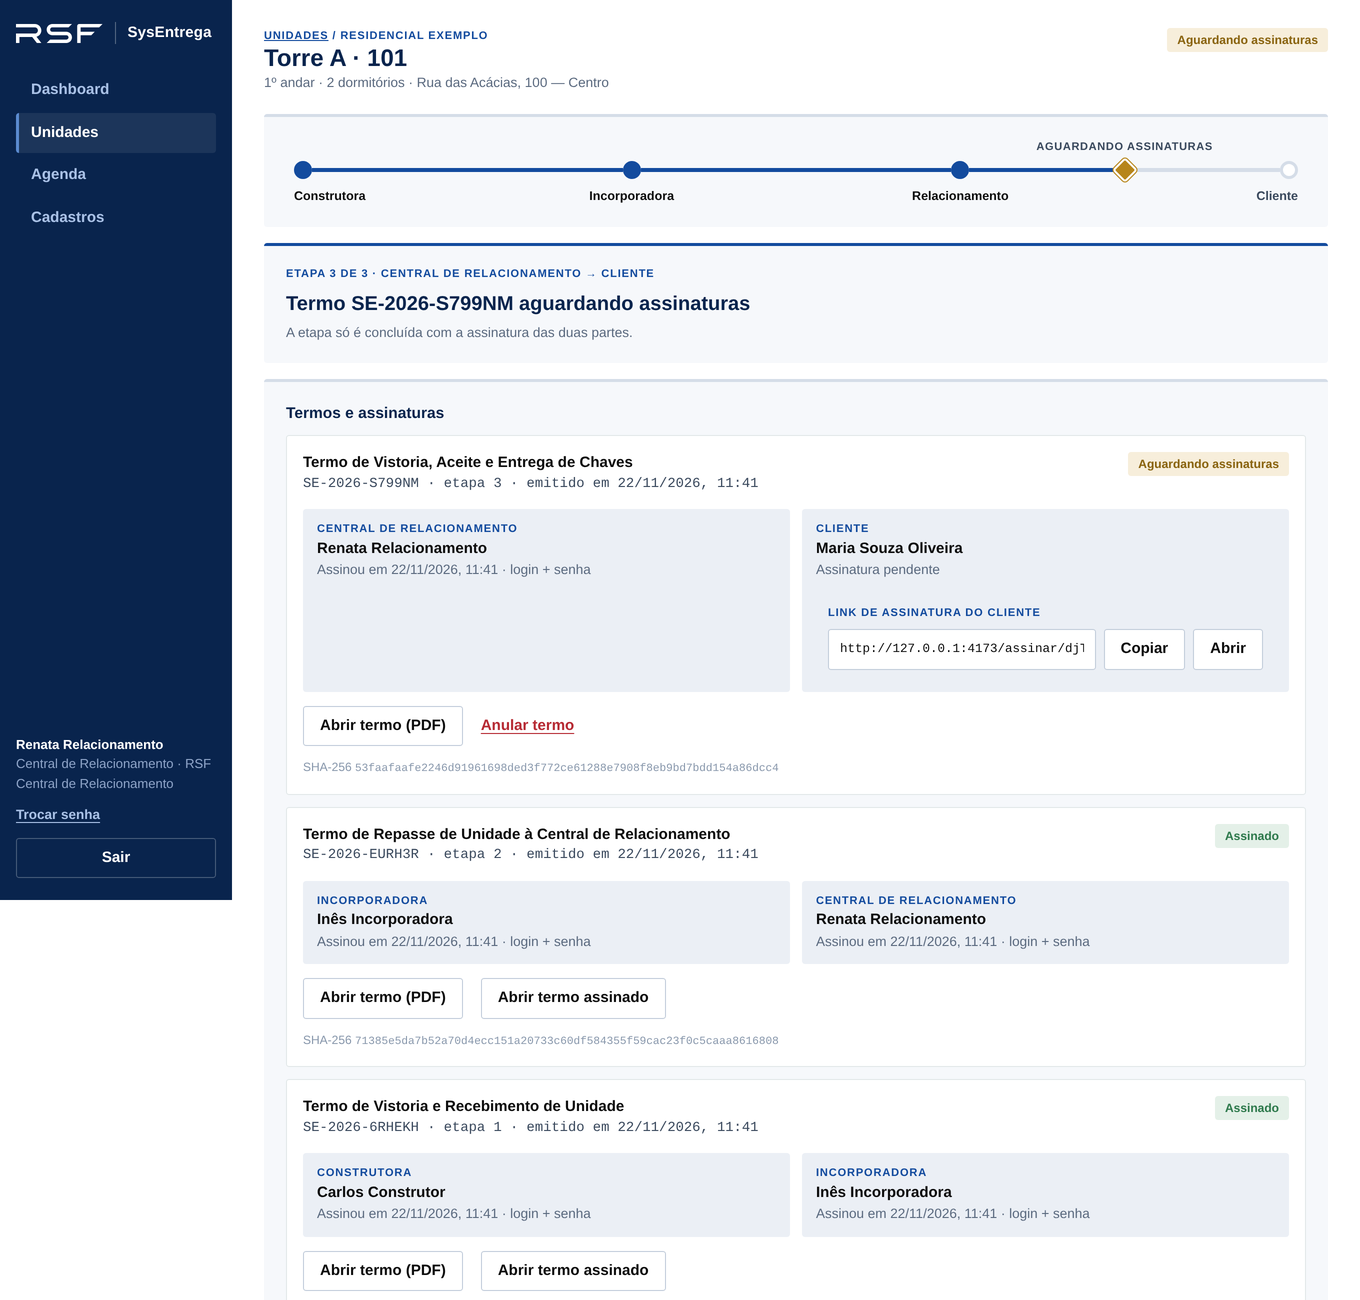 RSF SysEntrega
Dashboard
Unidades
Agenda
Cadastros
Renata Relacionamento
Central de Relacionamento · RSF
Central de Relacionamento
Trocar senha
Sair
UNIDADES / RESIDENCIAL EXEMPLO
Torre A · 101
1º andar · 2 dormitórios · Rua das Acácias, 100 — Centro
Aguardando assinaturas
AGUARDANDO ASSINATURAS
Construtora
Incorporadora
Relacionamento
Cliente
ETAPA 3 DE 3 · CENTRAL DE RELACIONAMENTO → CLIENTE
Termo SE-2026-S799NM aguardando assinaturas
A etapa só é concluída com a assinatura das duas partes.
Termos e assinaturas
Termo de Vistoria, Aceite e Entrega de Chaves
SE-2026-S799NM · etapa 3 · emitido em 22/11/2026, 11:41
Aguardando assinaturas
CENTRAL DE RELACIONAMENTO
Renata Relacionamento
Assinou em 22/11/2026, 11:41 · login + senha
CLIENTE
Maria Souza Oliveira
Assinatura pendente
LINK DE ASSINATURA DO CLIENTE
http://127.0.0.1:4173/assinar/dj
Copiar
Abrir
Abrir termo (PDF)
Anular termo
SHA-256 53faafaafe2246d91961698ded3f772ce61288e7908f8eb9bd7bdd154a86dcc4
Termo de Repasse de Unidade à Central de Relacionamento
SE-2026-EURH3R · etapa 2 · emitido em 22/11/2026, 11:41
Assinado
INCORPORADORA
Inês Incorporadora
Assinou em 22/11/2026, 11:41 · login + senha
CENTRAL DE RELACIONAMENTO
Renata Relacionamento
Assinou em 22/11/2026, 11:41 · login + senha
Abrir termo (PDF)
Abrir termo assinado
SHA-256 71385e5da7b52a70d4ecc151a20733c60df584355f59cac23f0c5caaa8616808
Termo de Vistoria e Recebimento de Unidade
SE-2026-6RHEKH · etapa 1 · emitido em 22/11/2026, 11:41
Assinado
CONSTRUTORA
Carlos Construtor
Assinou em 22/11/2026, 11:41 · login + senha
INCORPORADORA
Inês Incorporadora
Assinou em 22/11/2026, 11:41 · login + senha
Abrir termo (PDF)
Abrir termo assinado